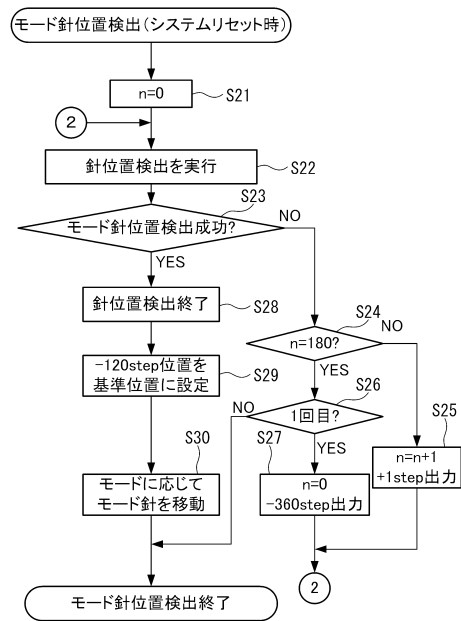 モード針位置検出(システムリセット時)
n=0
S21
2
針位置検出を実行
S22
S23
モード針位置検出成功?
NO
YES
針位置検出終了
S28
S24
n=180?
NO
YES
-120step位置を
基準位置に設定
S29
S26
1回目?
NO
YES
S25
n=n+1
+1step出力
S27
n=0
-360step出力
S30
モードに応じて
モード針を移動
2
モード針位置検出終了